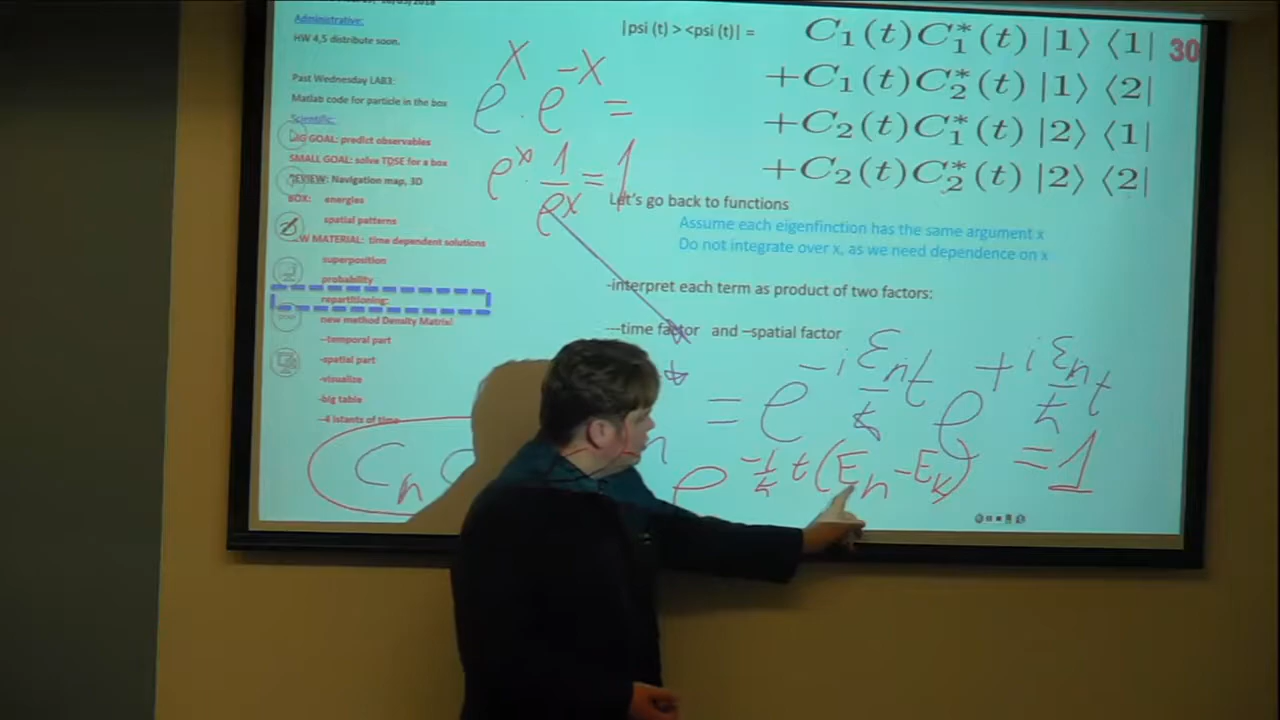 Administrative:
HW 4,5 distribute soon.
Past Wednesday LAB3:
Matlab code for particle in the box
Scientific:
GOAL: predict observables
SMALL GOAL: solve TDSE for a box
REVIEW: Navigation map, 3D
BOX: energies
spatial patterns
W MATERIAL: time dependent solutions
superposition
probability
repartitioning:
new method Density Matrix
--temporal part
-spatial part
-visualize
-big table
--4 istants of time
|psi (t) > <psi (t)| = C₁(t)C₁*(t) |1⟩ ⟨1|
30
+C₁(t)C₂*(t) |1⟩ ⟨2|
+C₂(t)C₁*(t) |2⟩ ⟨1|
+C₂(t)C₂*(t) |2⟩ ⟨2|
Let's go back to functions
Assume each eigenfinction has the same argument x
Do not integrate over x, as we need dependence on x
-interpret each term as product of two factors:
---time factor and –spatial factor
e^x · e^-x =
e^x · 1/e^x = 1
= e^(-i εₙt/ħ) e^(+i εₙt/ħ)
= 1
Cₙ
e^(-i/ħ t(Eₙ-Eₖ))